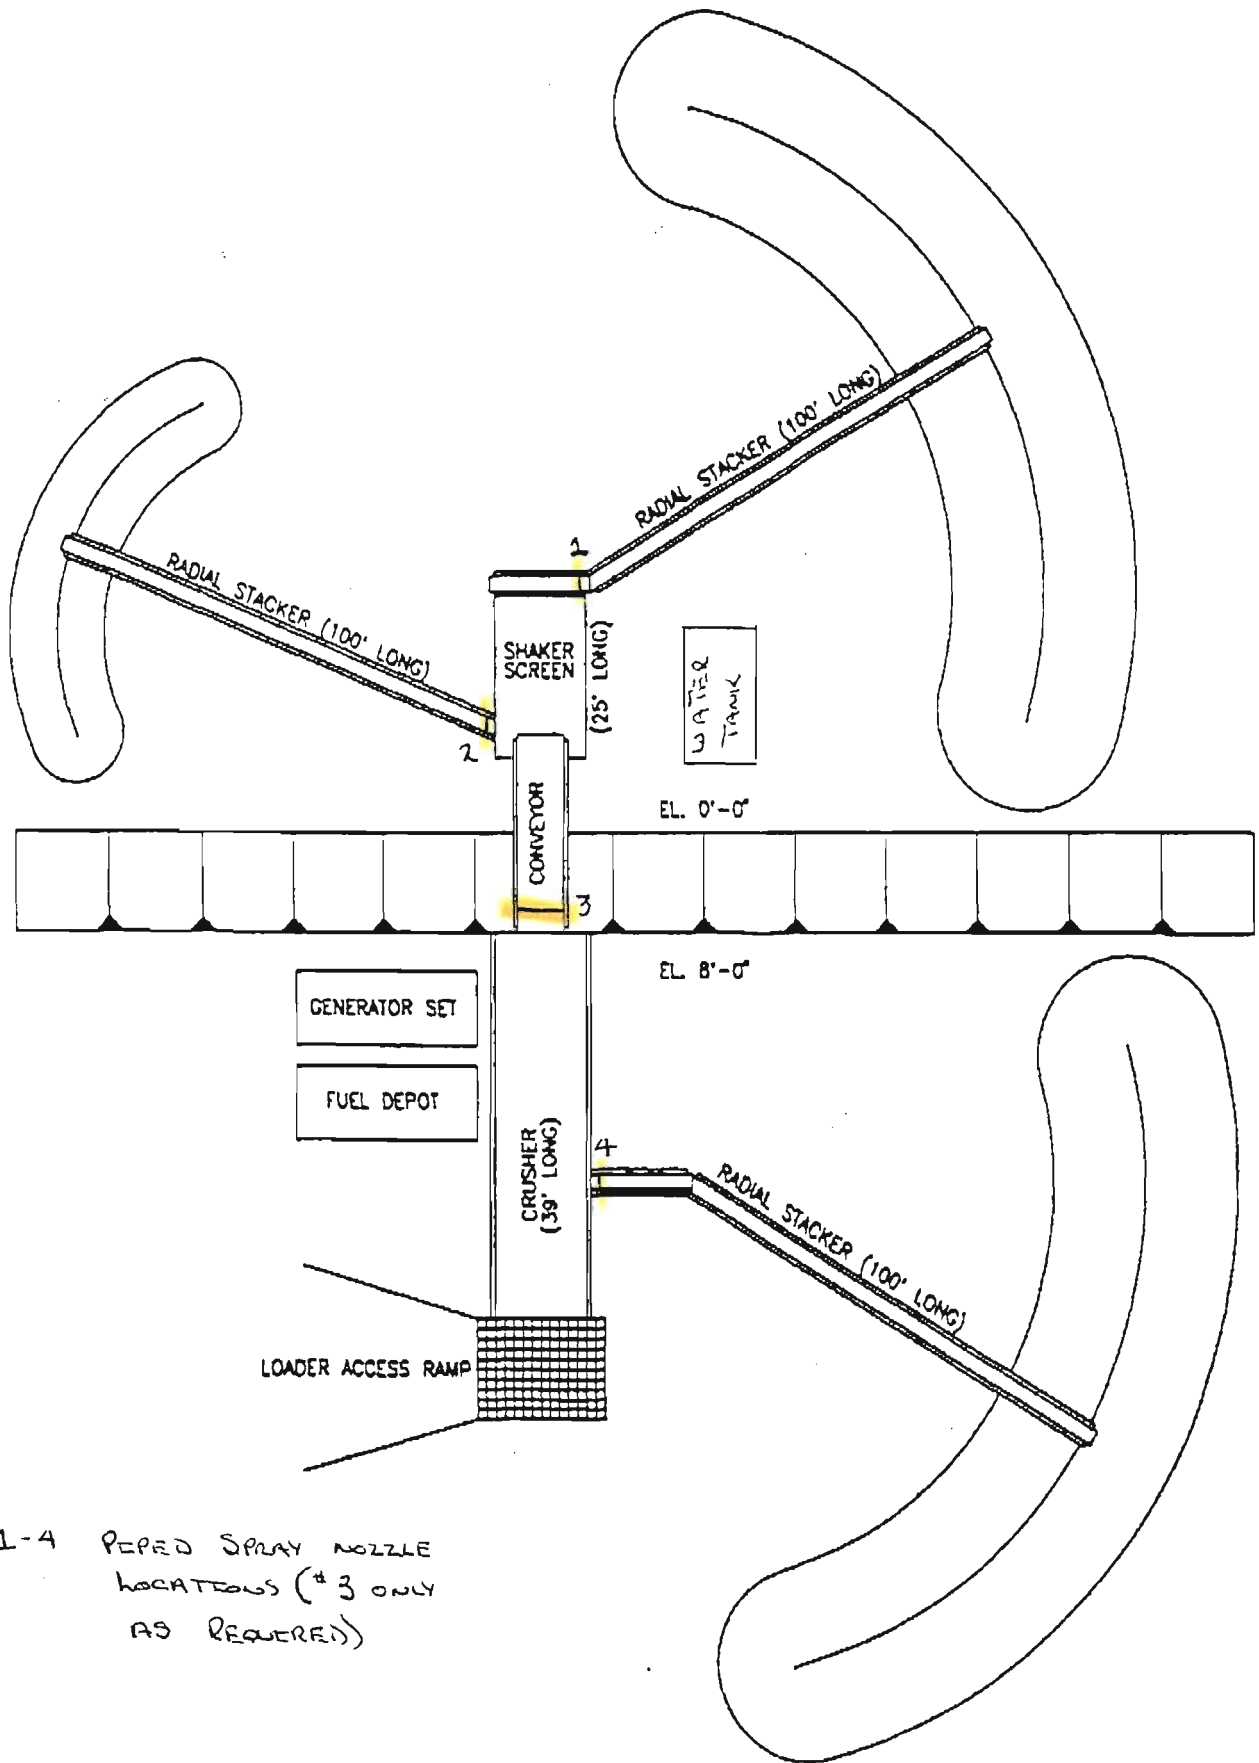 RADIAL STACKER (100' LONG)
1
RADIAL STACKER (100' LONG)
SHAKER
SCREEN
(25' LONG)
WATER
TANK
2
CONVEYOR
EL. 0'-0"
3
EL. 8'-0"
GENERATOR SET
FUEL DEPOT
CRUSHER
(39' LONG)
4
RADIAL STACKER (100' LONG)
LOADER ACCESS RAMP
1-4 PIPED SPRAY NOZZLE
LOCATIONS (#3 ONLY
AS REQUIRED)